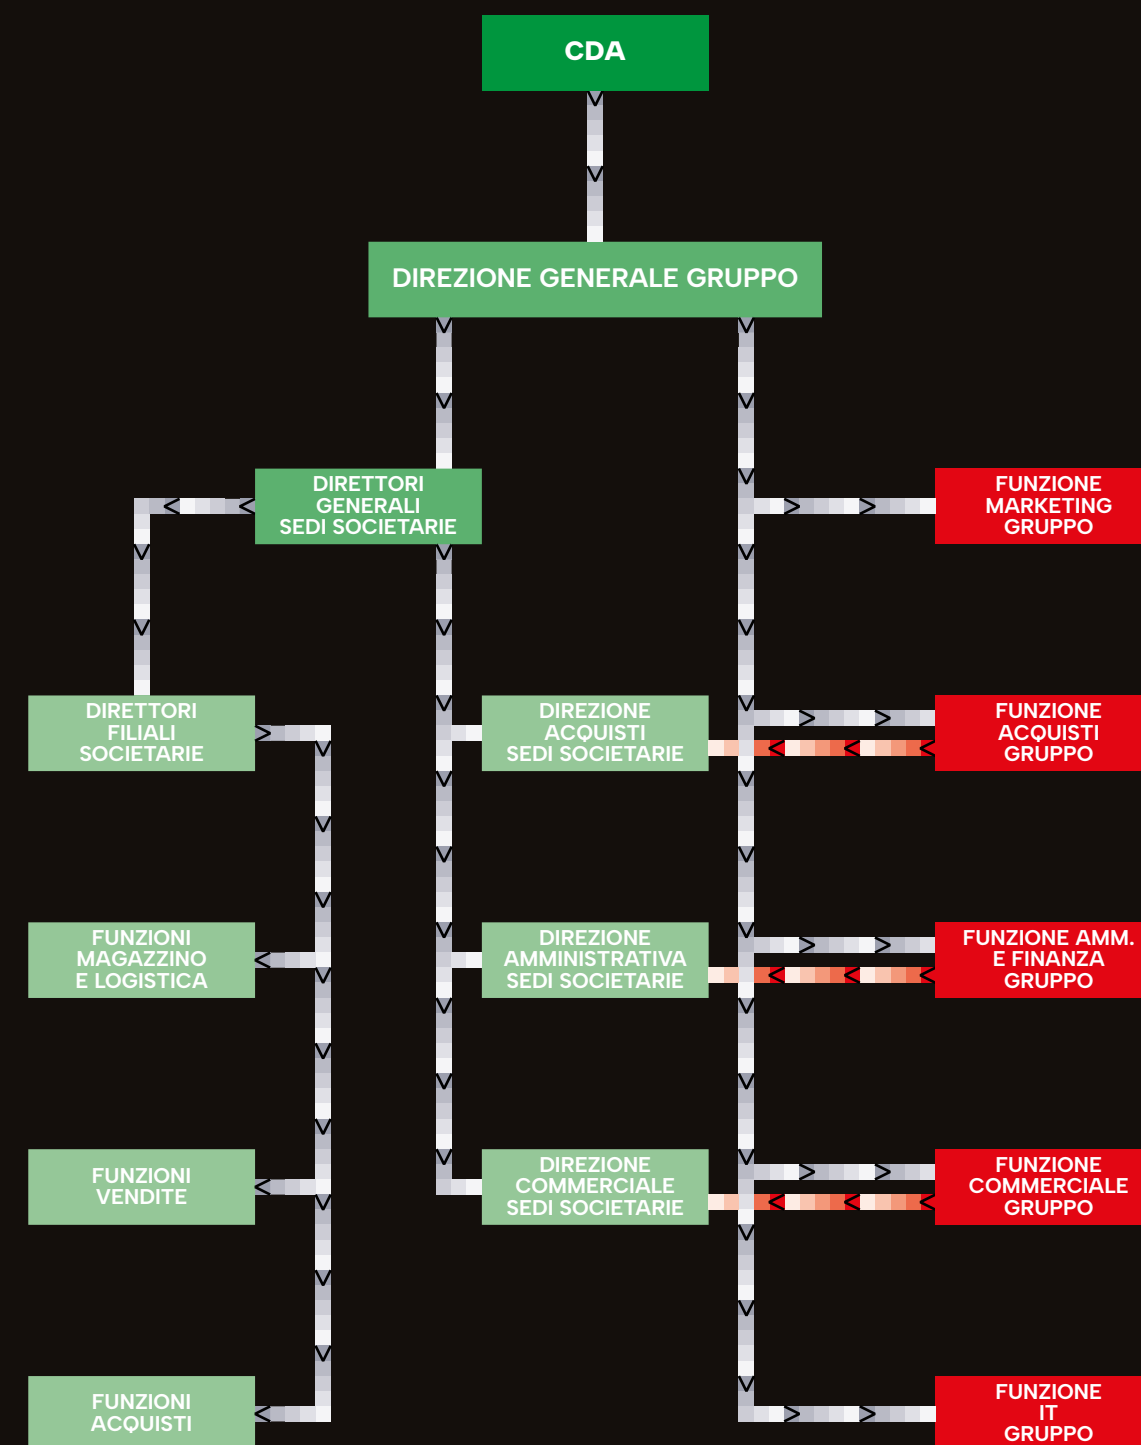 CDA
DIREZIONE GENERALE GRUPPO
DIRETTORI
GENERALI
SEDI SOCIETARIE
FUNZIONE
MARKETING
GRUPPO
DIRETTORI
FILIALI
SOCIETARIE
DIREZIONE
ACQUISTI
SEDI SOCIETARIE
FUNZIONE
ACQUISTI
GRUPPO
FUNZIONI
MAGAZZINO
E LOGISTICA
DIREZIONE
AMMINISTRATIVA
SEDI SOCIETARIE
FUNZIONE AMM.
E FINANZA
GRUPPO
FUNZIONI
VENDITE
DIREZIONE
COMMERCIALE
SEDI SOCIETARIE
FUNZIONE
COMMERCIALE
GRUPPO
FUNZIONI
ACQUISTI
FUNZIONE
IT
GRUPPO